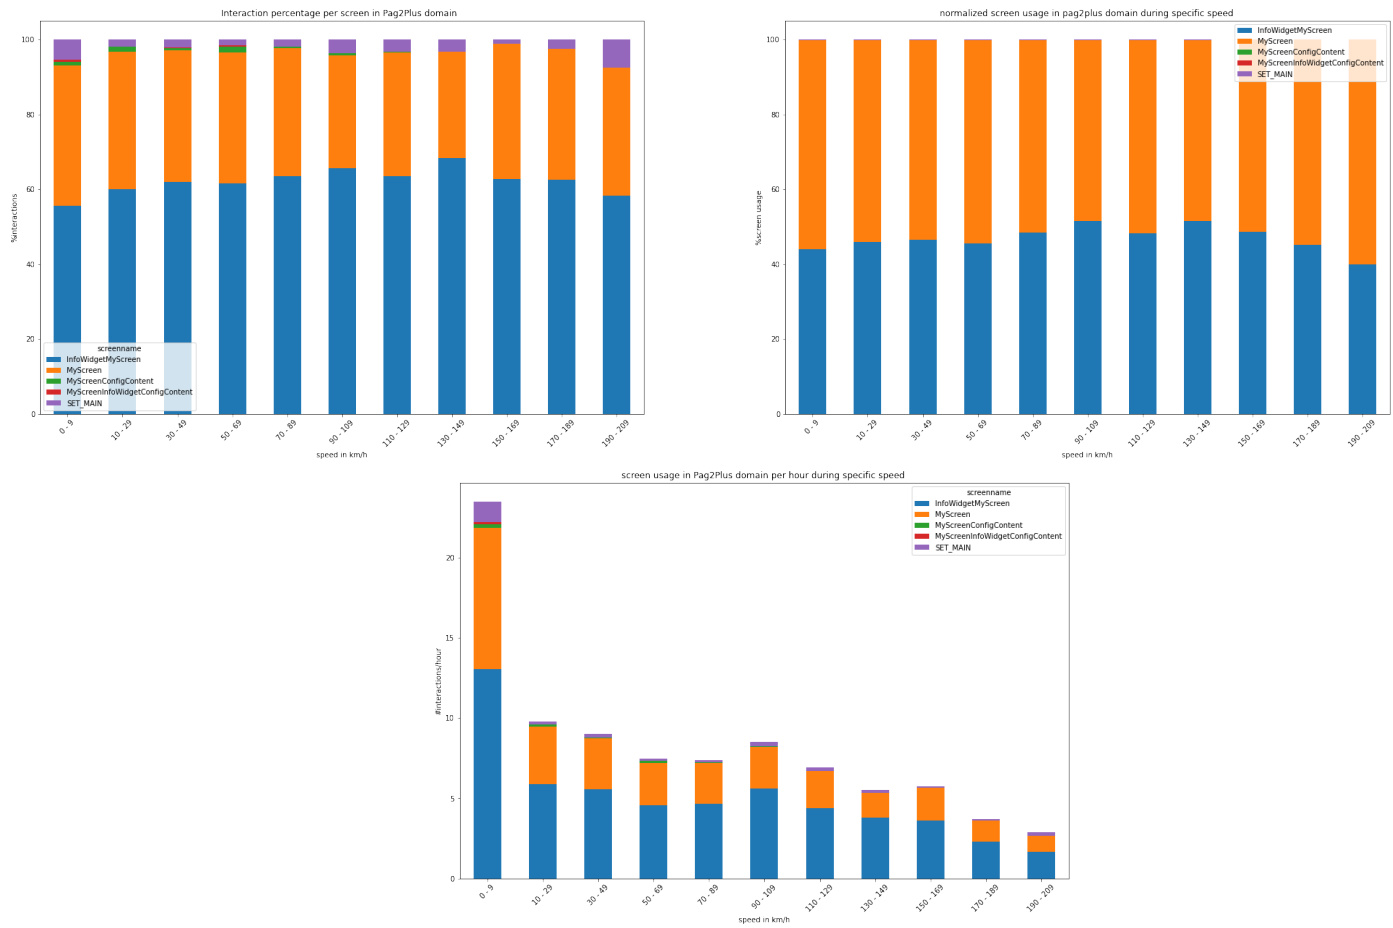 Interaction percentage per screen in Pag2Plus domain
100
80
60
40
20
0
%interactions
screenname
InfoWidgetMyScreen
MyScreen
MyScreenConfigContent
MyScreenInfoWidgetConfigContent
SET_MAIN
0 - 9
10 - 29
30 - 49
50 - 69
70 - 89
90 - 109
110 - 129
130 - 149
150 - 169
170 - 189
190 - 209
speed in km/h
normalized screen usage in pag2plus domain during specific speed
100
80
60
40
20
0
%screen usage
InfoWidgetMyScreen
MyScreen
MyScreenConfigContent
MyScreenInfoWidgetConfigContent
SET_MAIN
0 - 9
10 - 29
30 - 49
50 - 69
70 - 89
90 - 109
110 - 129
130 - 149
150 - 169
170 - 189
190 - 209
speed in km/h
screen usage in Pag2Plus domain per hour during specific speed
20
15
10
5
0
#interactions/hour
screenname
InfoWidgetMyScreen
MyScreen
MyScreenConfigContent
MyScreenInfoWidgetConfigContent
SET_MAIN
0 - 9
10 - 29
30 - 49
50 - 69
70 - 89
90 - 109
110 - 129
130 - 149
150 - 169
170 - 189
190 - 209
speed in km/h